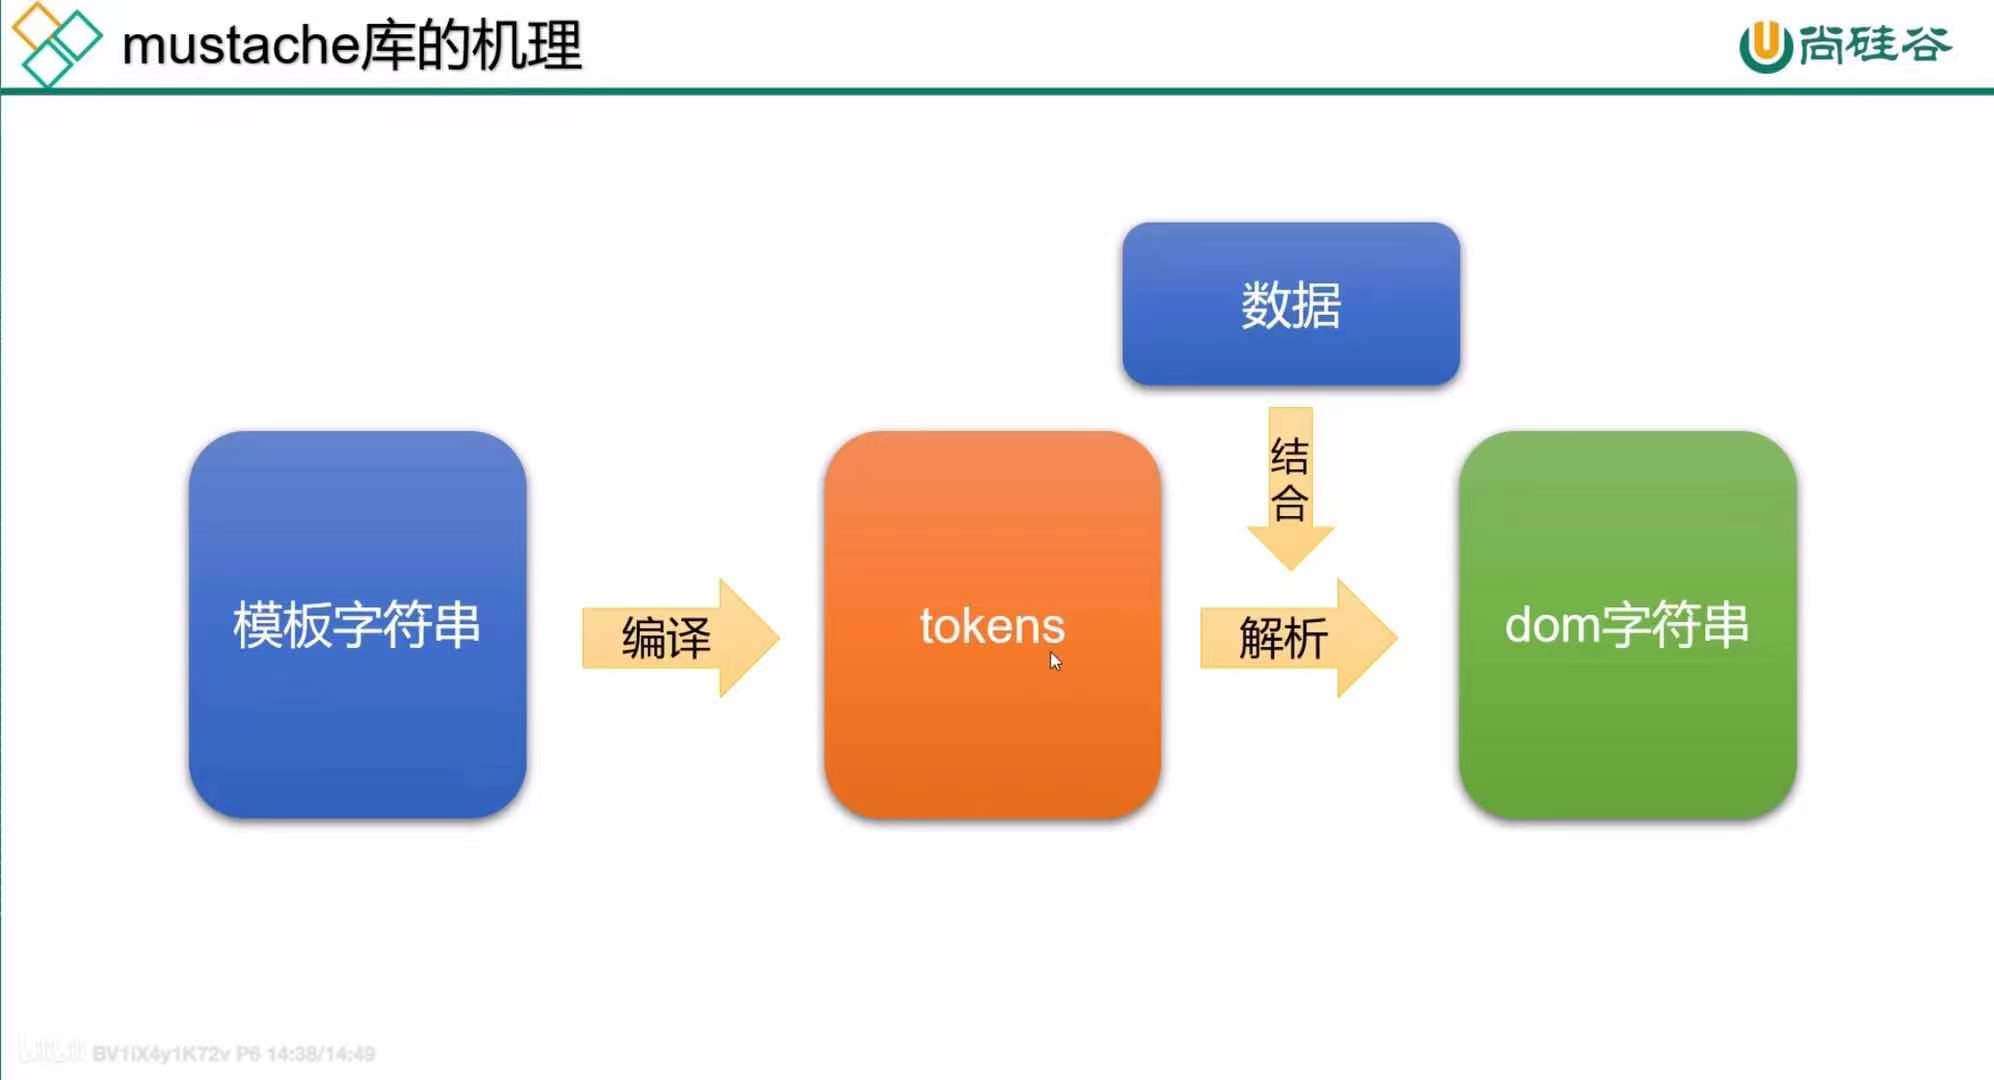 mustache库的机理
尚硅谷
数据
结合
模板字符串
编译
tokens
解析
dom字符串
BV1iX4y1K72v P6 14:38/14:49